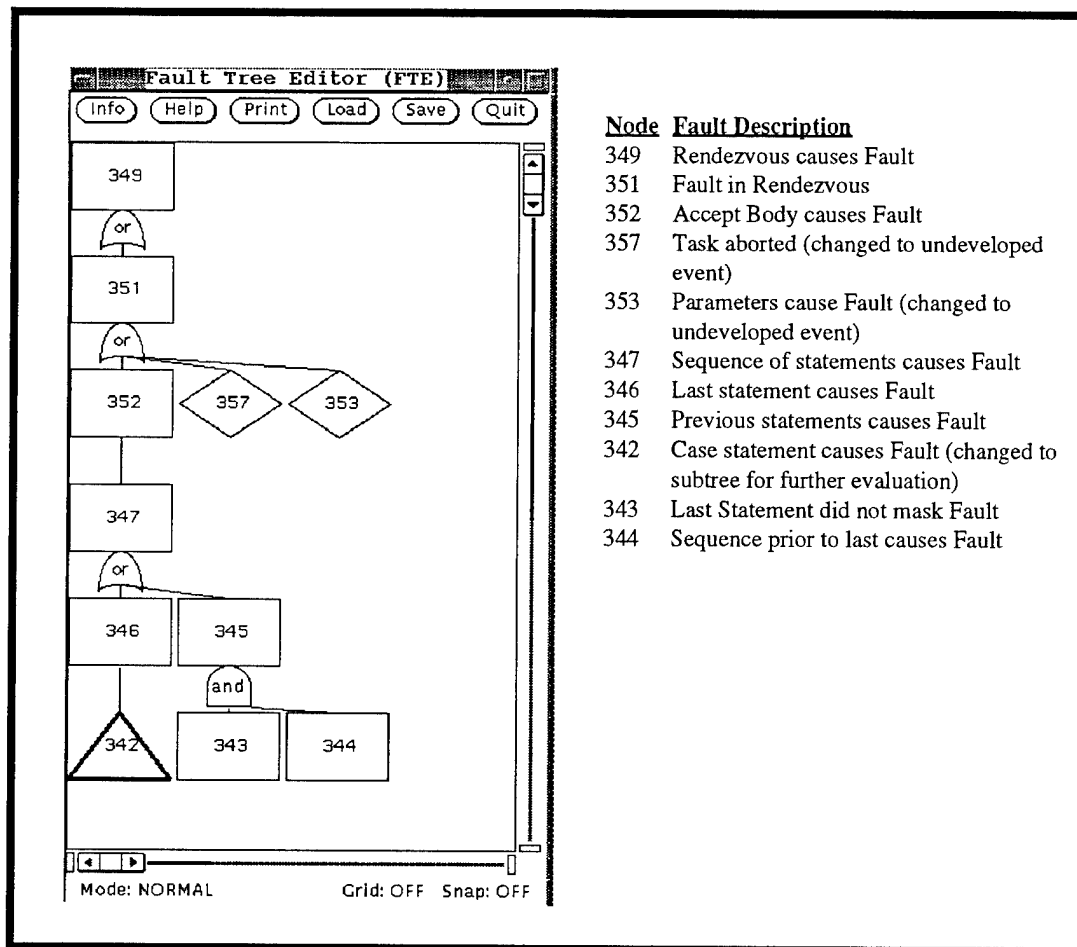 Fault Tree Editor (FTE)
Info Help Print Load Save Quit
349
or
351
or
352 357 353
347
or
346 345
and
342 343 344
Mode: NORMAL Grid: OFF Snap: OFF
Node Fault Description
349 Rendezvous causes Fault
351 Fault in Rendezvous
352 Accept Body causes Fault
357 Task aborted (changed to undeveloped
event)
353 Parameters cause Fault (changed to
undeveloped event)
347 Sequence of statements causes Fault
346 Last statement causes Fault
345 Previous statements causes Fault
342 Case statement causes Fault (changed to
subtree for further evaluation)
343 Last Statement did not mask Fault
344 Sequence prior to last causes Fault